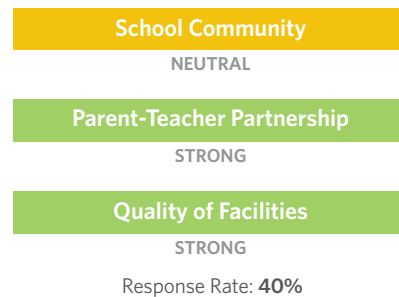 School Community
NEUTRAL
Parent-Teacher Partnership
STRONG
Quality of Facilities
STRONG
Response Rate: 40%